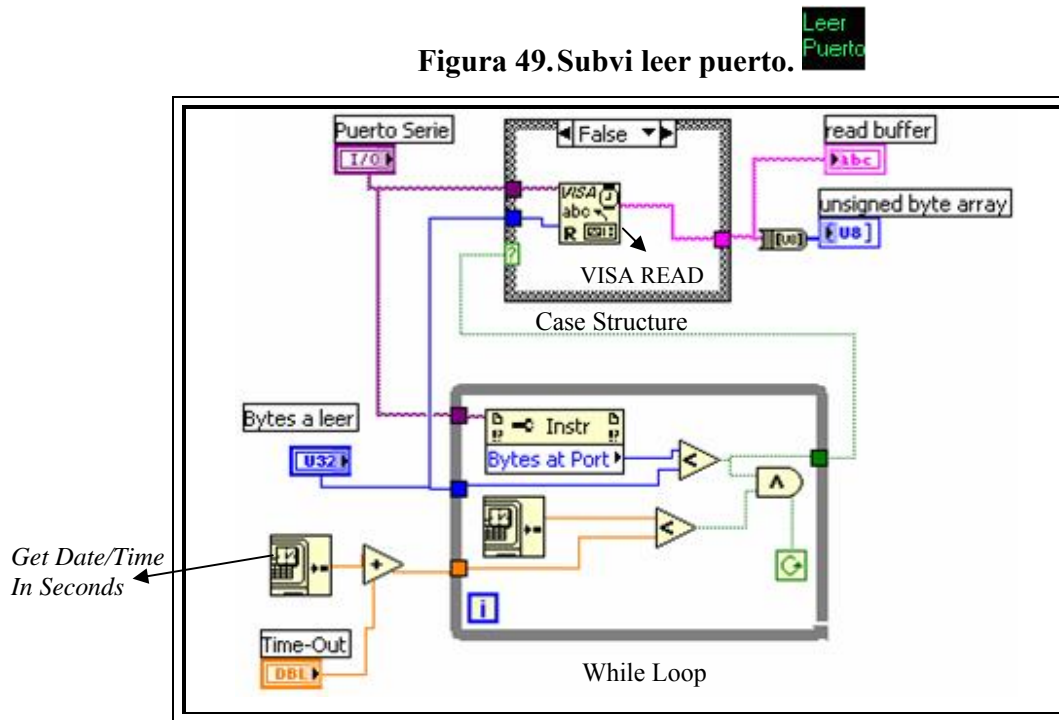 Leer
Puerto
Figura 49. Subvi leer puerto.
Puerto Serie
I/O
False
read buffer
abc
VISA
abc
R
unsigned byte array
[U8]
U8]
?
VISA READ
Case Structure
Bytes a leer
U32
Instr
Bytes at Port
<
Λ
<
Get Date/Time
In Seconds
+
i
Time-Out
DBL
While Loop